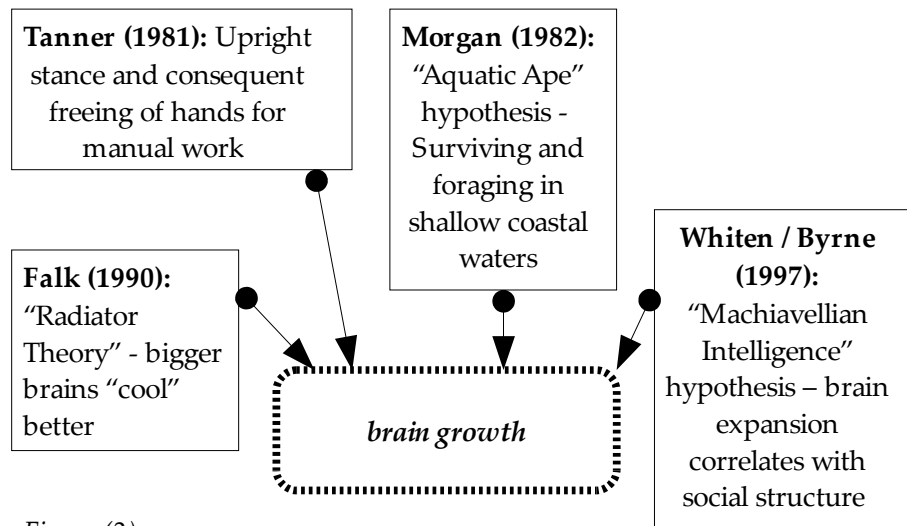 Tanner (1981): Upright
stance and consequent
freeing of hands for
manual work
Morgan (1982):
“Aquatic Ape”
hypothesis -
Surviving and
foraging in
shallow coastal
waters
Falk (1990):
“Radiator
Theory” - bigger
brains “cool”
better
Whiten / Byrne
(1997):
“Machiavellian
Intelligence”
hypothesis – brain
expansion
correlates with
social structure
brain growth